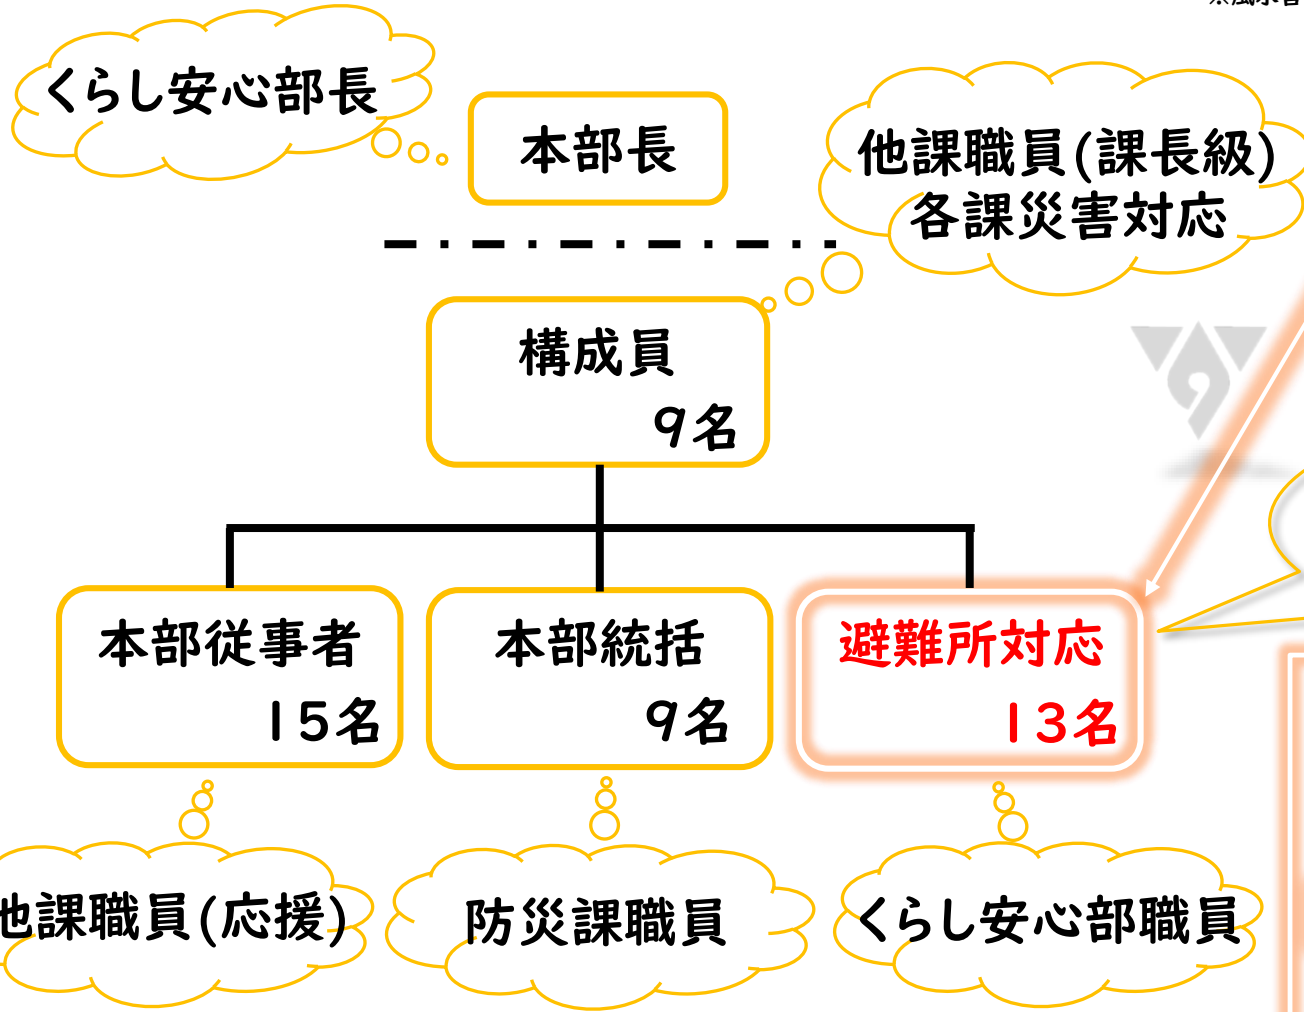 ※風水害
くらし安心部長
本部長
他課職員(課長級)
各課災害対応
構成員
9名
本部従事者
15名
本部統括
9名
避難所対応
13名
他課職員(応援)
防災課職員
くらし安心部職員